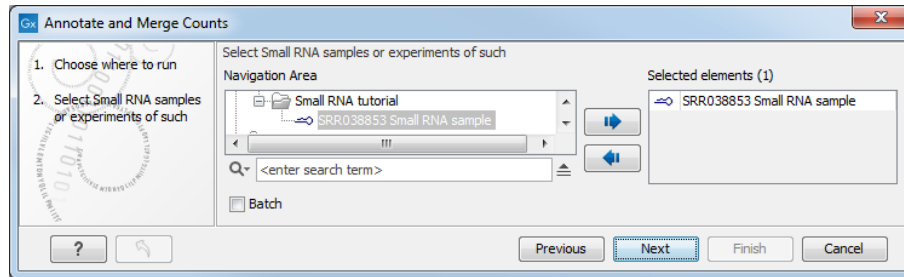 Gx Annotate and Merge Counts
X
1. Choose where to run
2. Select Small RNA samples
or experiments of such
Select Small RNA samples or experiments of such
Navigation Area
Small RNA tutorial
SRR038853 Small RNA sample
<enter search term>
Batch
Selected elements (1)
SRR038853 Small RNA sample
?
Previous
Next
Finish
Cancel